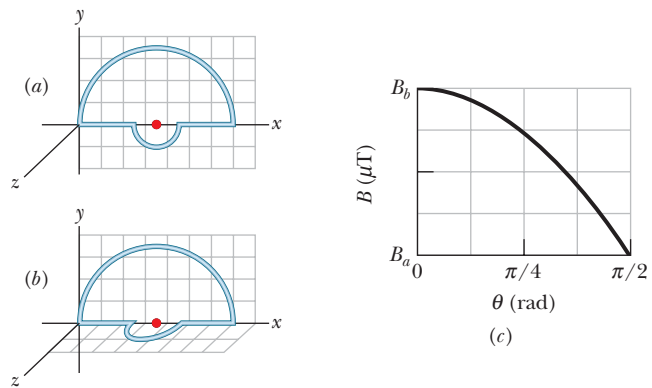 y
(a)
x
z
y
(b)
x
z
B_b
B (μT)
B_a
0
π/4
π/2
θ (rad)
(c)